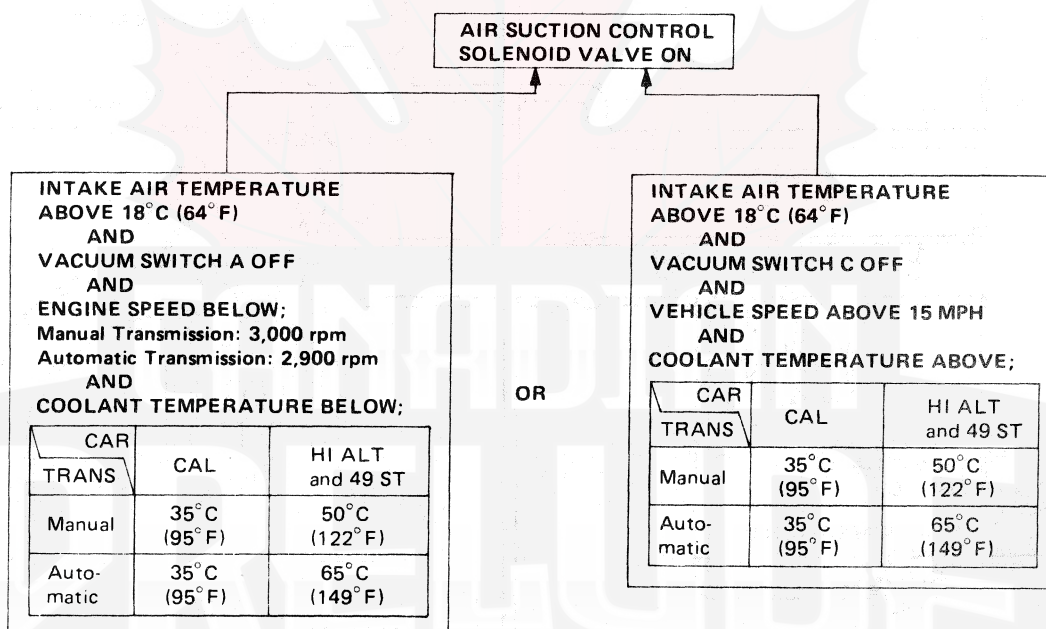 AIR SUCTION CONTROL
SOLENOID VALVE ON
INTAKE AIR TEMPERATURE
ABOVE 18°C (64°F)
AND
VACUUM SWITCH A OFF
AND
ENGINE SPEED BELOW;
Manual Transmission: 3,000 rpm
Automatic Transmission: 2,900 rpm
AND
COOLANT TEMPERATURE BELOW;
CAR
TRANS
CAL
HI ALT
and 49 ST
Manual
35°C
(95°F)
50°C
(122°F)
Auto-
matic
35°C
(95°F)
65°C
(149°F)
OR
INTAKE AIR TEMPERATURE
ABOVE 18°C (64°F)
AND
VACUUM SWITCH C OFF
AND
VEHICLE SPEED ABOVE 15 MPH
AND
COOLANT TEMPERATURE ABOVE;
CAR
TRANS
CAL
HI ALT
and 49 ST
Manual
35°C
(95°F)
50°C
(122°F)
Auto-
matic
35°C
(95°F)
65°C
(149°F)
CANADIAN
PRELUDE